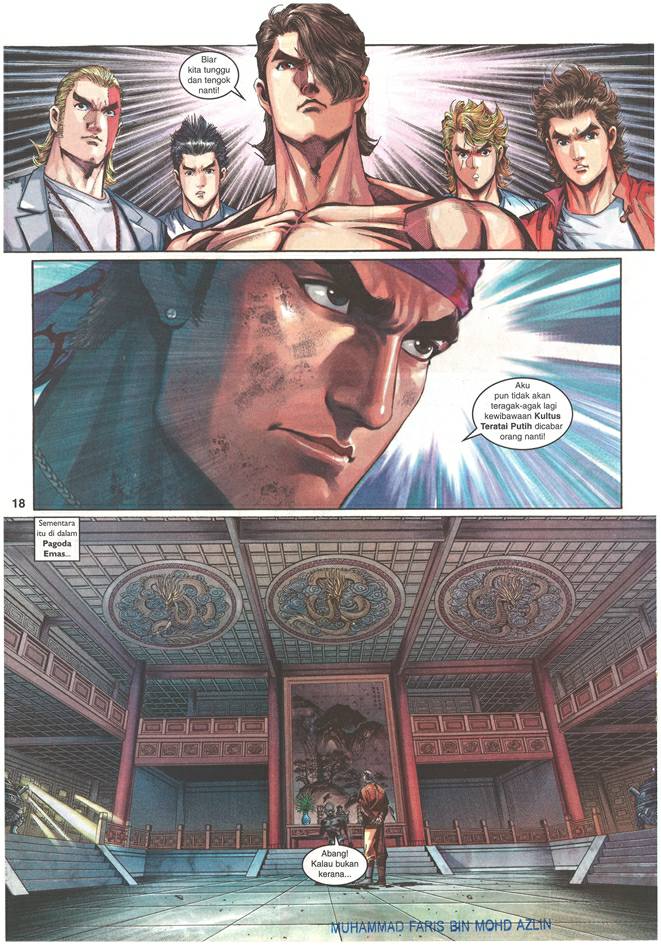 Biar
kita tunggu
dan tengok
nanti!
Aku
pun tidak akan
teragak-agak lagi
kewibawaan Kultus
Teratai Putih dicabar
orang nanti!
18
Sementara
itu di dalam
Pagoda
Emas...
Abang!
Kalau bukan
kerana...
MUHAMMAD FARIS BIN MOHD AZLIN